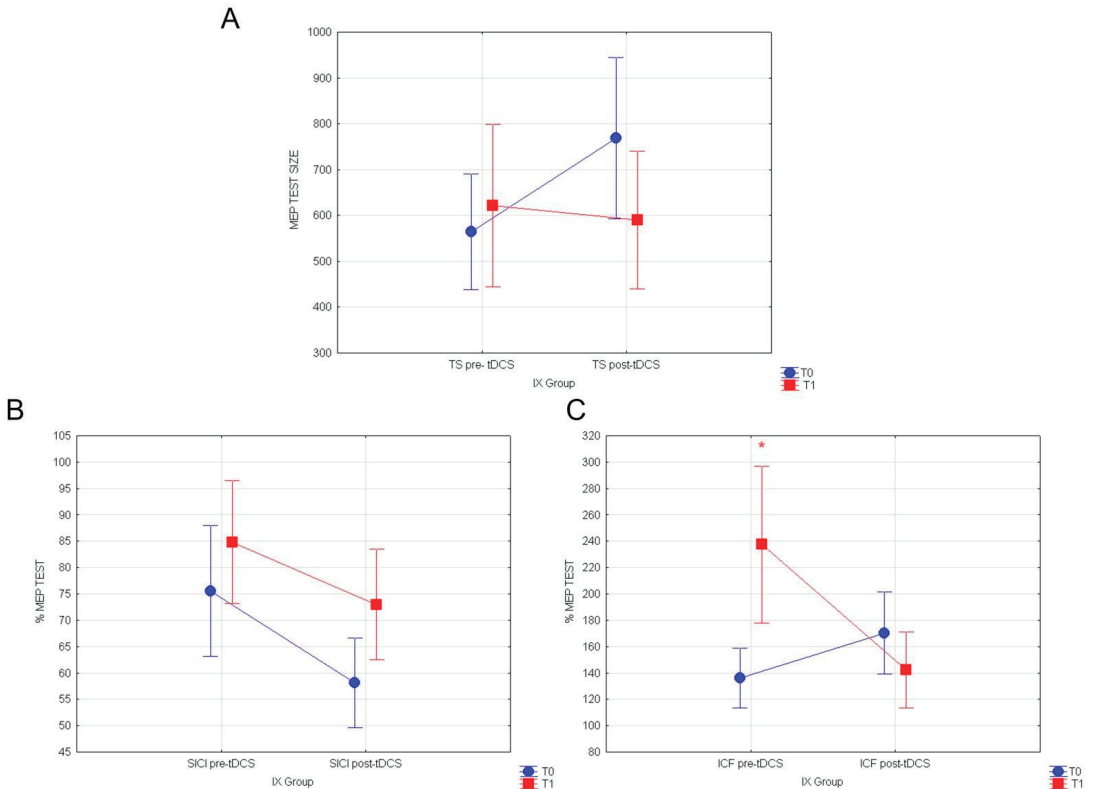 A
MEP TEST SIZE
1000
900
800
700
600
500
400
300
TS pre- tDCS
TS post-tDCS
IX Group
T0
T1
B
% MEP TEST
105
100
95
90
85
80
75
70
65
60
55
50
45
SICI pre-tDCS
SICI post-tDCS
IX Group
T0
T1
C
% MEP TEST
320
300
280
260
240
220
200
180
160
140
120
100
80
*
ICF pre-tDCS
ICF post-tDCS
IX Group
T0
T1